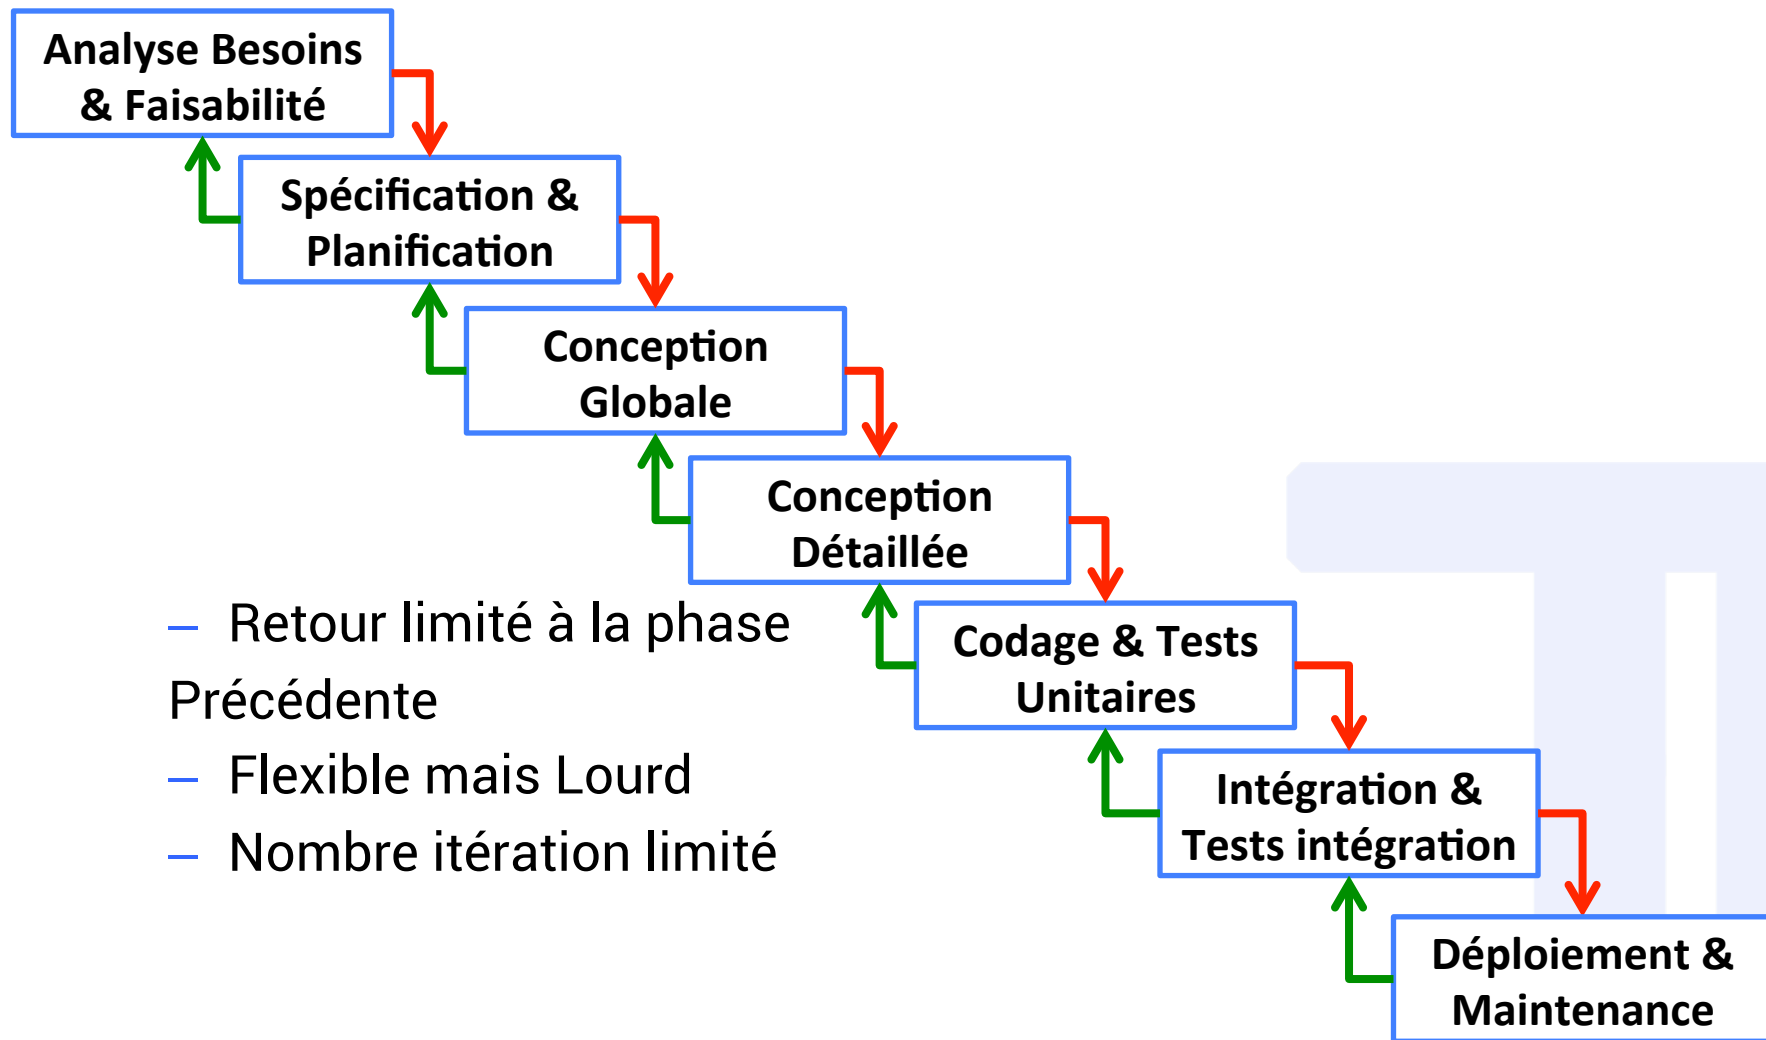 Analyse Besoins
& Faisabilité
Spécification &
Planification
Conception
Globale
Conception
Détaillée
– Retour limité à la phase
Précédente
– Flexible mais Lourd
– Nombre itération limité
Codage & Tests
Unitaires
Intégration &
Tests intégration
Déploiement &
Maintenance